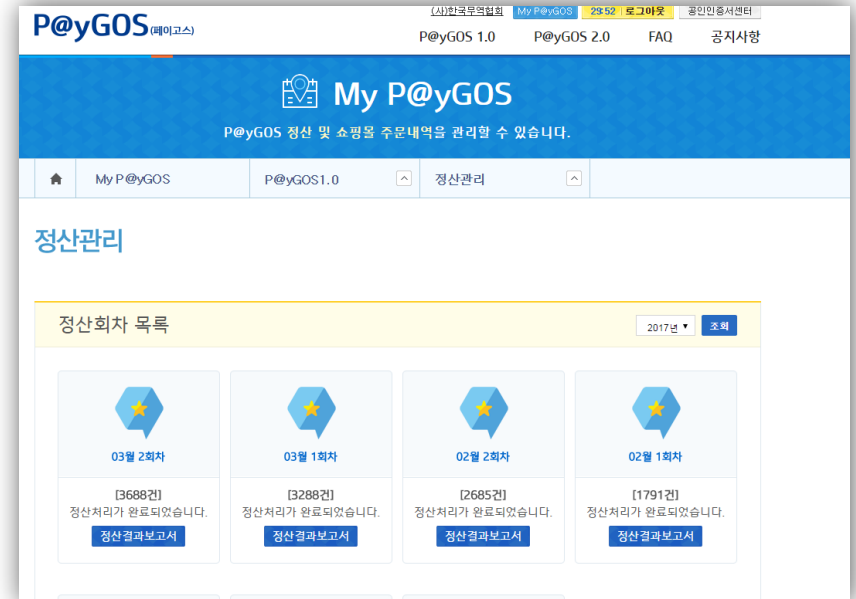 P@yGOS(페이고스)
(사)한국무역협회 My P@yGOS 29:52 로그아웃 공인인증서센터
P@yGOS 1.0 P@yGOS 2.0 FAQ 공지사항
My P@yGOS
P@yGOS 정산 및 쇼핑몰 주문내역을 관리할 수 있습니다.
My P@yGOS P@yGOS1.0 정산관리
정산관리
정산회차 목록 2017년 조회
03월 2회차 03월 1회차 02월 2회차 02월 1회차
[3688건] [3288건] [2685건] [1791건]
정산처리가 완료되었습니다. 정산처리가 완료되었습니다. 정산처리가 완료되었습니다. 정산처리가 완료되었습니다.
정산결과보고서 정산결과보고서 정산결과보고서 정산결과보고서